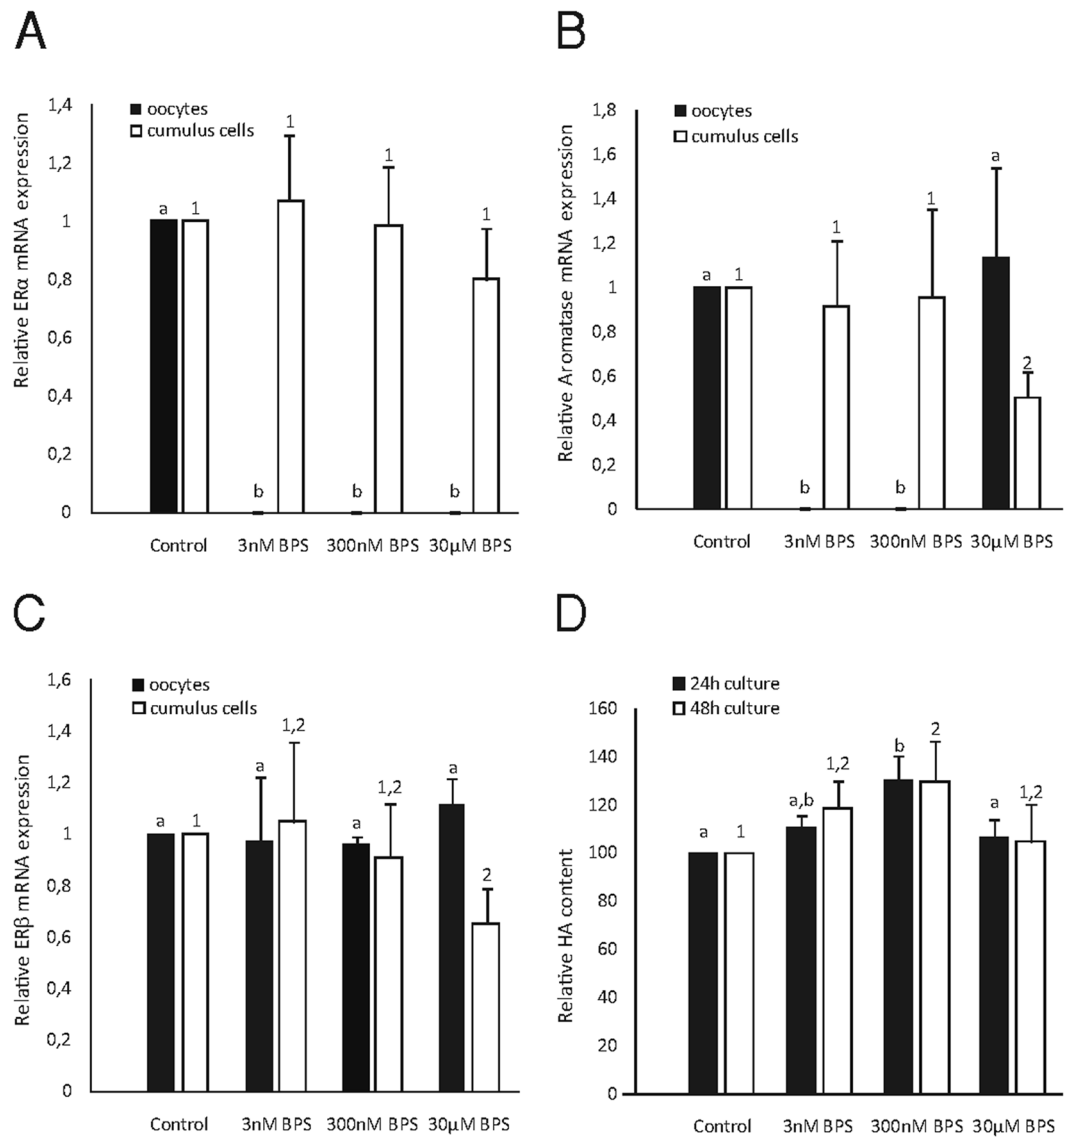 A
oocytes
cumulus cells
Relative ERα mRNA expression
1,4
1,2
1
0,8
0,6
0,4
0,2
0
a 1
b 1
b 1
b 1
Control 3nM BPS 300nM BPS 30µM BPS
B
oocytes
cumulus cells
Relative Aromatase mRNA expression
1,8
1,6
1,4
1,2
1
0,8
0,6
0,4
0,2
0
a 1
b 1
b 1
a 2
Control 3nM BPS 300nM BPS 30µM BPS
C
oocytes
cumulus cells
Relative ERβ mRNA expression
1,6
1,4
1,2
1
0,8
0,6
0,4
0,2
0
a 1
a 1,2
a 1,2
a 2
Control 3nM BPS 300nM BPS 30µM BPS
D
24h culture
48h culture
Relative HA content
160
140
120
100
80
60
40
20
0
a 1
a,b 1,2
b 2
a 1,2
Control 3nM BPS 300nM BPS 30µM BPS